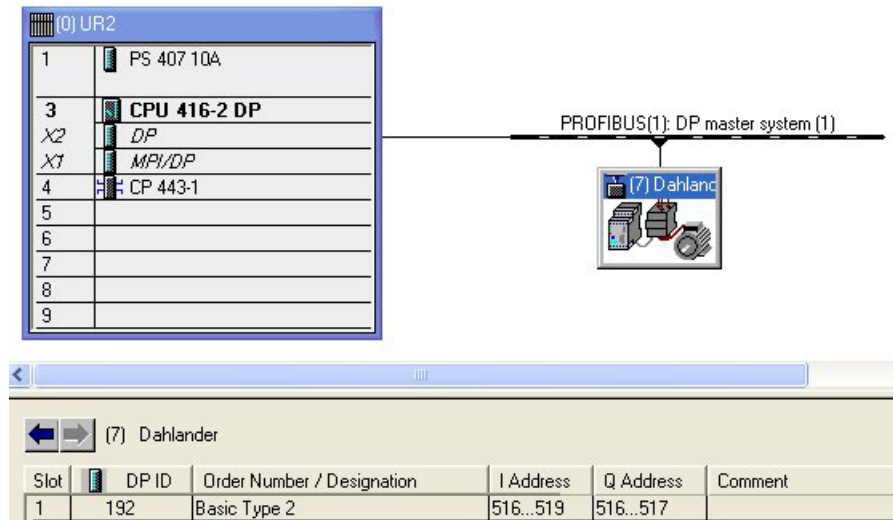 (0) UR2
1 PS 407 10A
3 CPU 416-2 DP
X2 DP
X1 MPI/DP
4 CP 443-1
5
6
7
8
9
PROFIBUS(1): DP master system (1)
(7) Dahland
(7) Dahlander
Slot DP ID Order Number / Designation I Address Q Address Comment
1 192 Basic Type 2 516...519 516...517